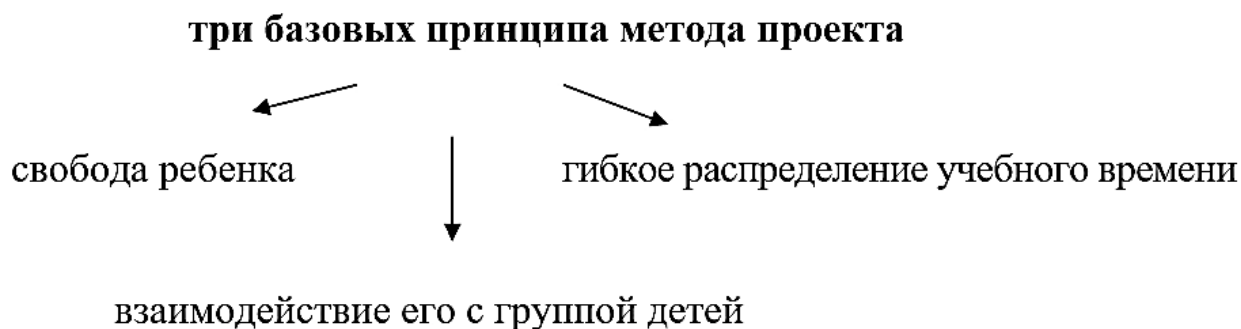 три базовых принципа метода проекта
свобода ребенка
гибкое распределение учебного времени
взаимодействие его с группой детей